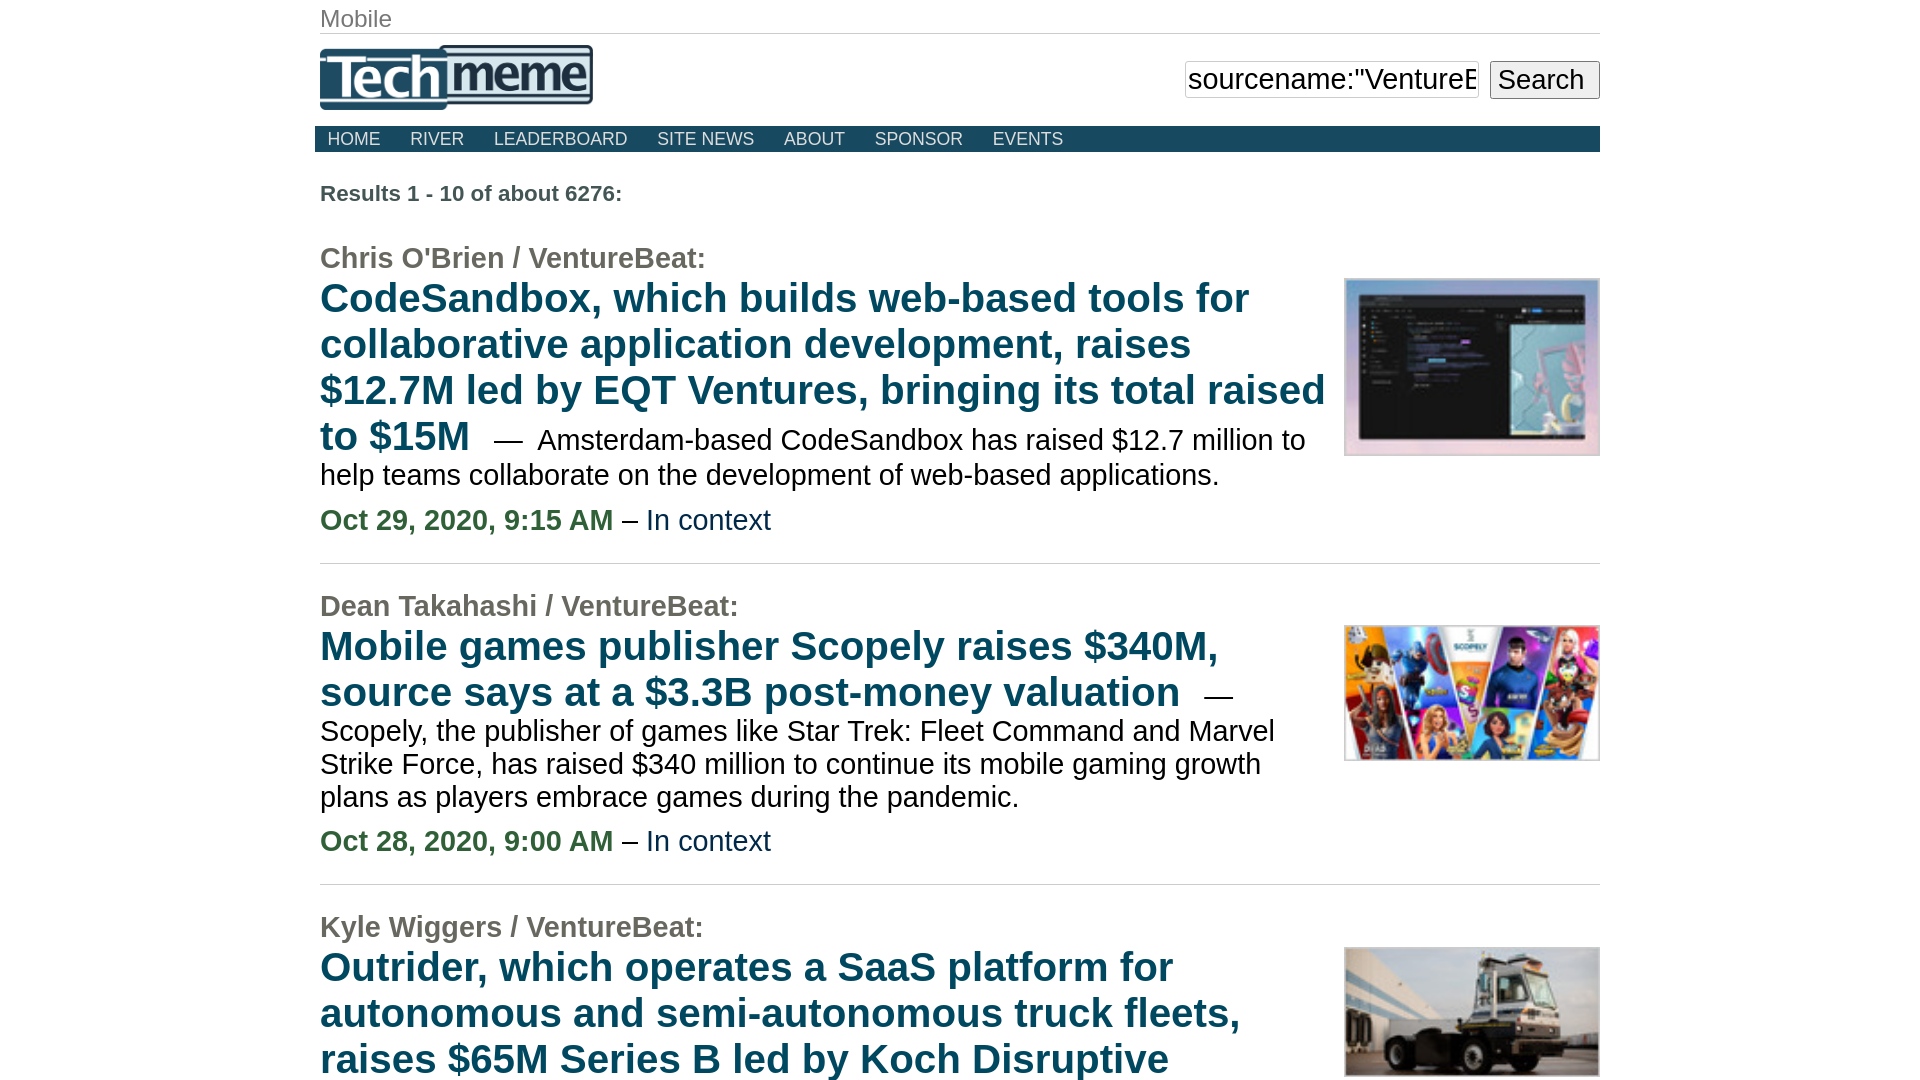 Mobile
Techmeme
sourcename:"VentureB
Search
HOME RIVER LEADERBOARD SITE NEWS ABOUT SPONSOR EVENTS
Results 1 - 10 of about 6276:
Chris O'Brien / VentureBeat:
CodeSandbox, which builds web-based tools for
collaborative application development, raises
$12.7M led by EQT Ventures, bringing its total raised
to $15M — Amsterdam-based CodeSandbox has raised $12.7 million to
help teams collaborate on the development of web-based applications.
Oct 29, 2020, 9:15 AM – In context
Dean Takahashi / VentureBeat:
Mobile games publisher Scopely raises $340M,
source says at a $3.3B post-money valuation —
Scopely, the publisher of games like Star Trek: Fleet Command and Marvel
Strike Force, has raised $340 million to continue its mobile gaming growth
plans as players embrace games during the pandemic.
SCOPELY
Oct 28, 2020, 9:00 AM – In context
Kyle Wiggers / VentureBeat:
Outrider, which operates a SaaS platform for
autonomous and semi-autonomous truck fleets,
raises $65M Series B led by Koch Disruptive